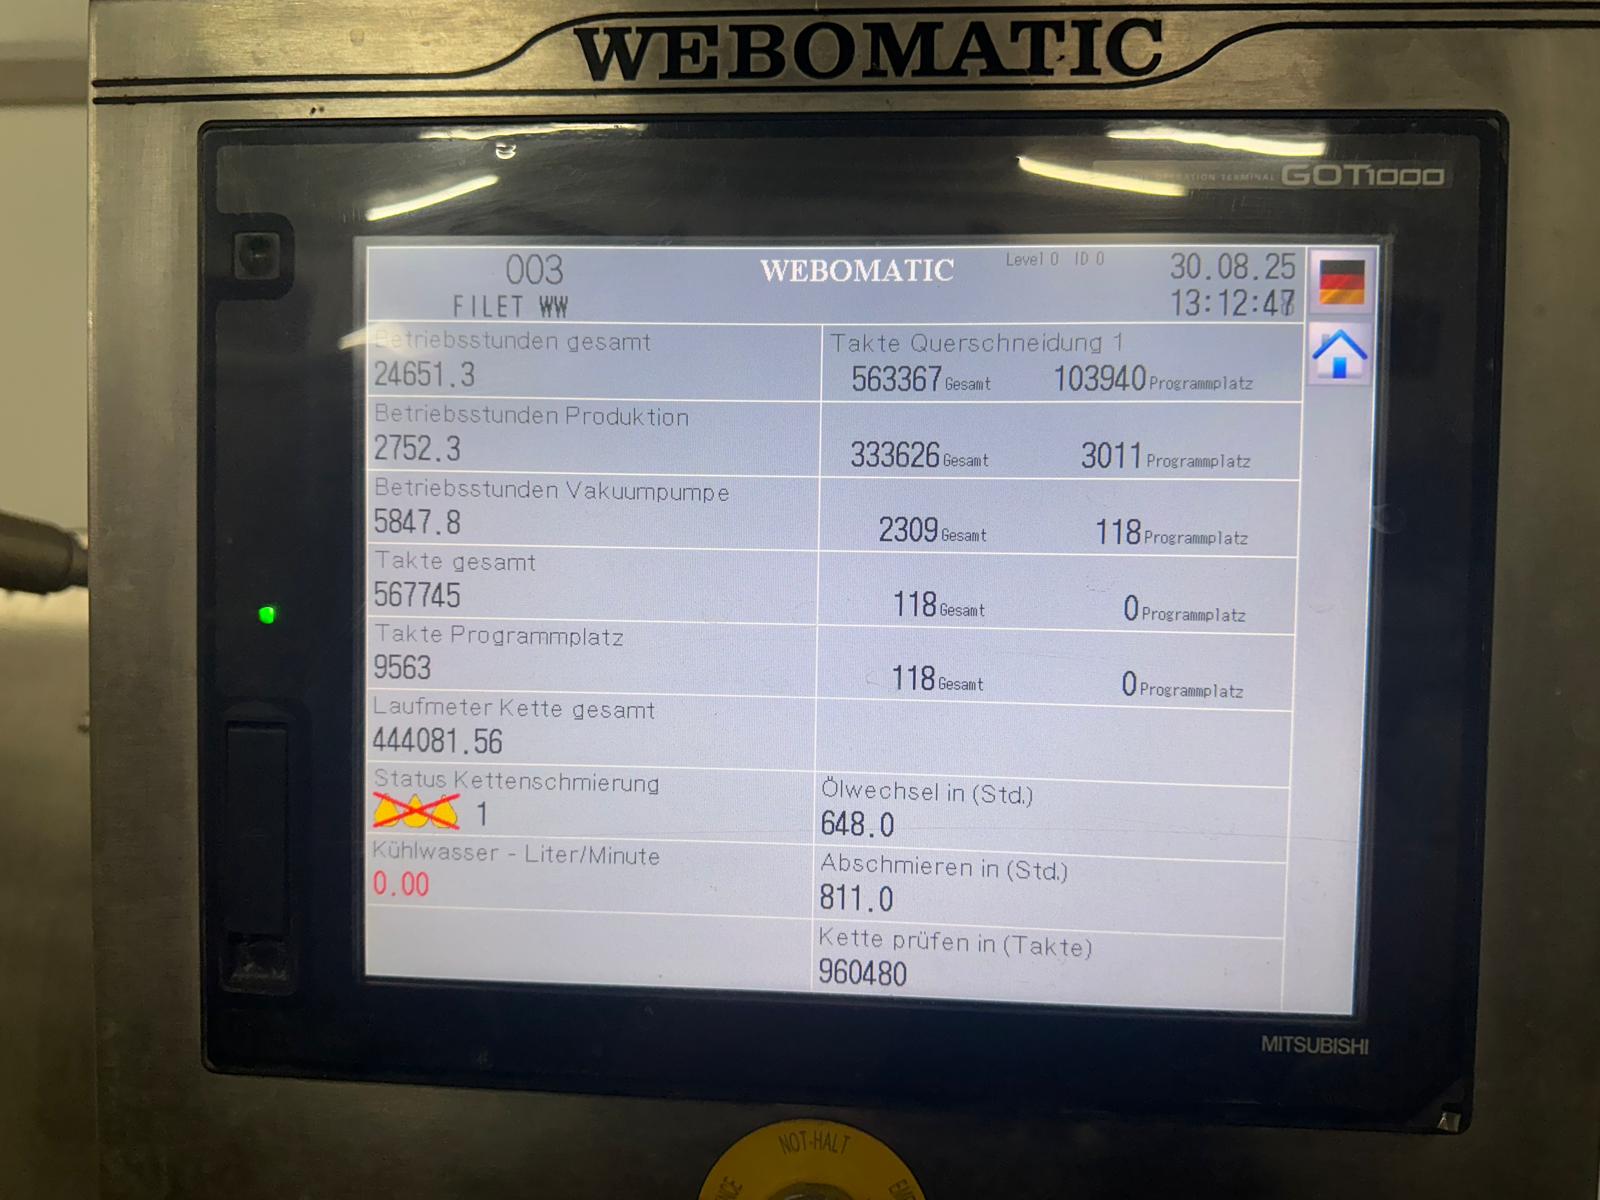 WEBOMATIC
OPERATION TERMINAL GOT1000
003
FILET WW
WEBOMATIC
Level 0 ID 0
30.08.25
Betriebsstunden gesamt
24651.3
Takte Querschneidung 1
563367 Gesamt 103940 Programmplatz
Betriebsstunden Produktion
2752.3
333626 Gesamt 3011 Programmplatz
Betriebsstunden Vakuumpumpe
5847.8
2309 Gesamt 118 Programmplatz
Takte gesamt
567745
118 Gesamt 0 Programmplatz
Takte Programmplatz
9563
118 Gesamt 0 Programmplatz
Laufmeter Kette gesamt
444081.56
Status Kettenschmierung
1
Ölwechsel in (Std.)
648.0
Kühlwasser - Liter/Minute
0.00
Abschmieren in (Std.)
811.0
Kette prüfen in (Takte)
960480
MITSUBISHI
NOT-HALT